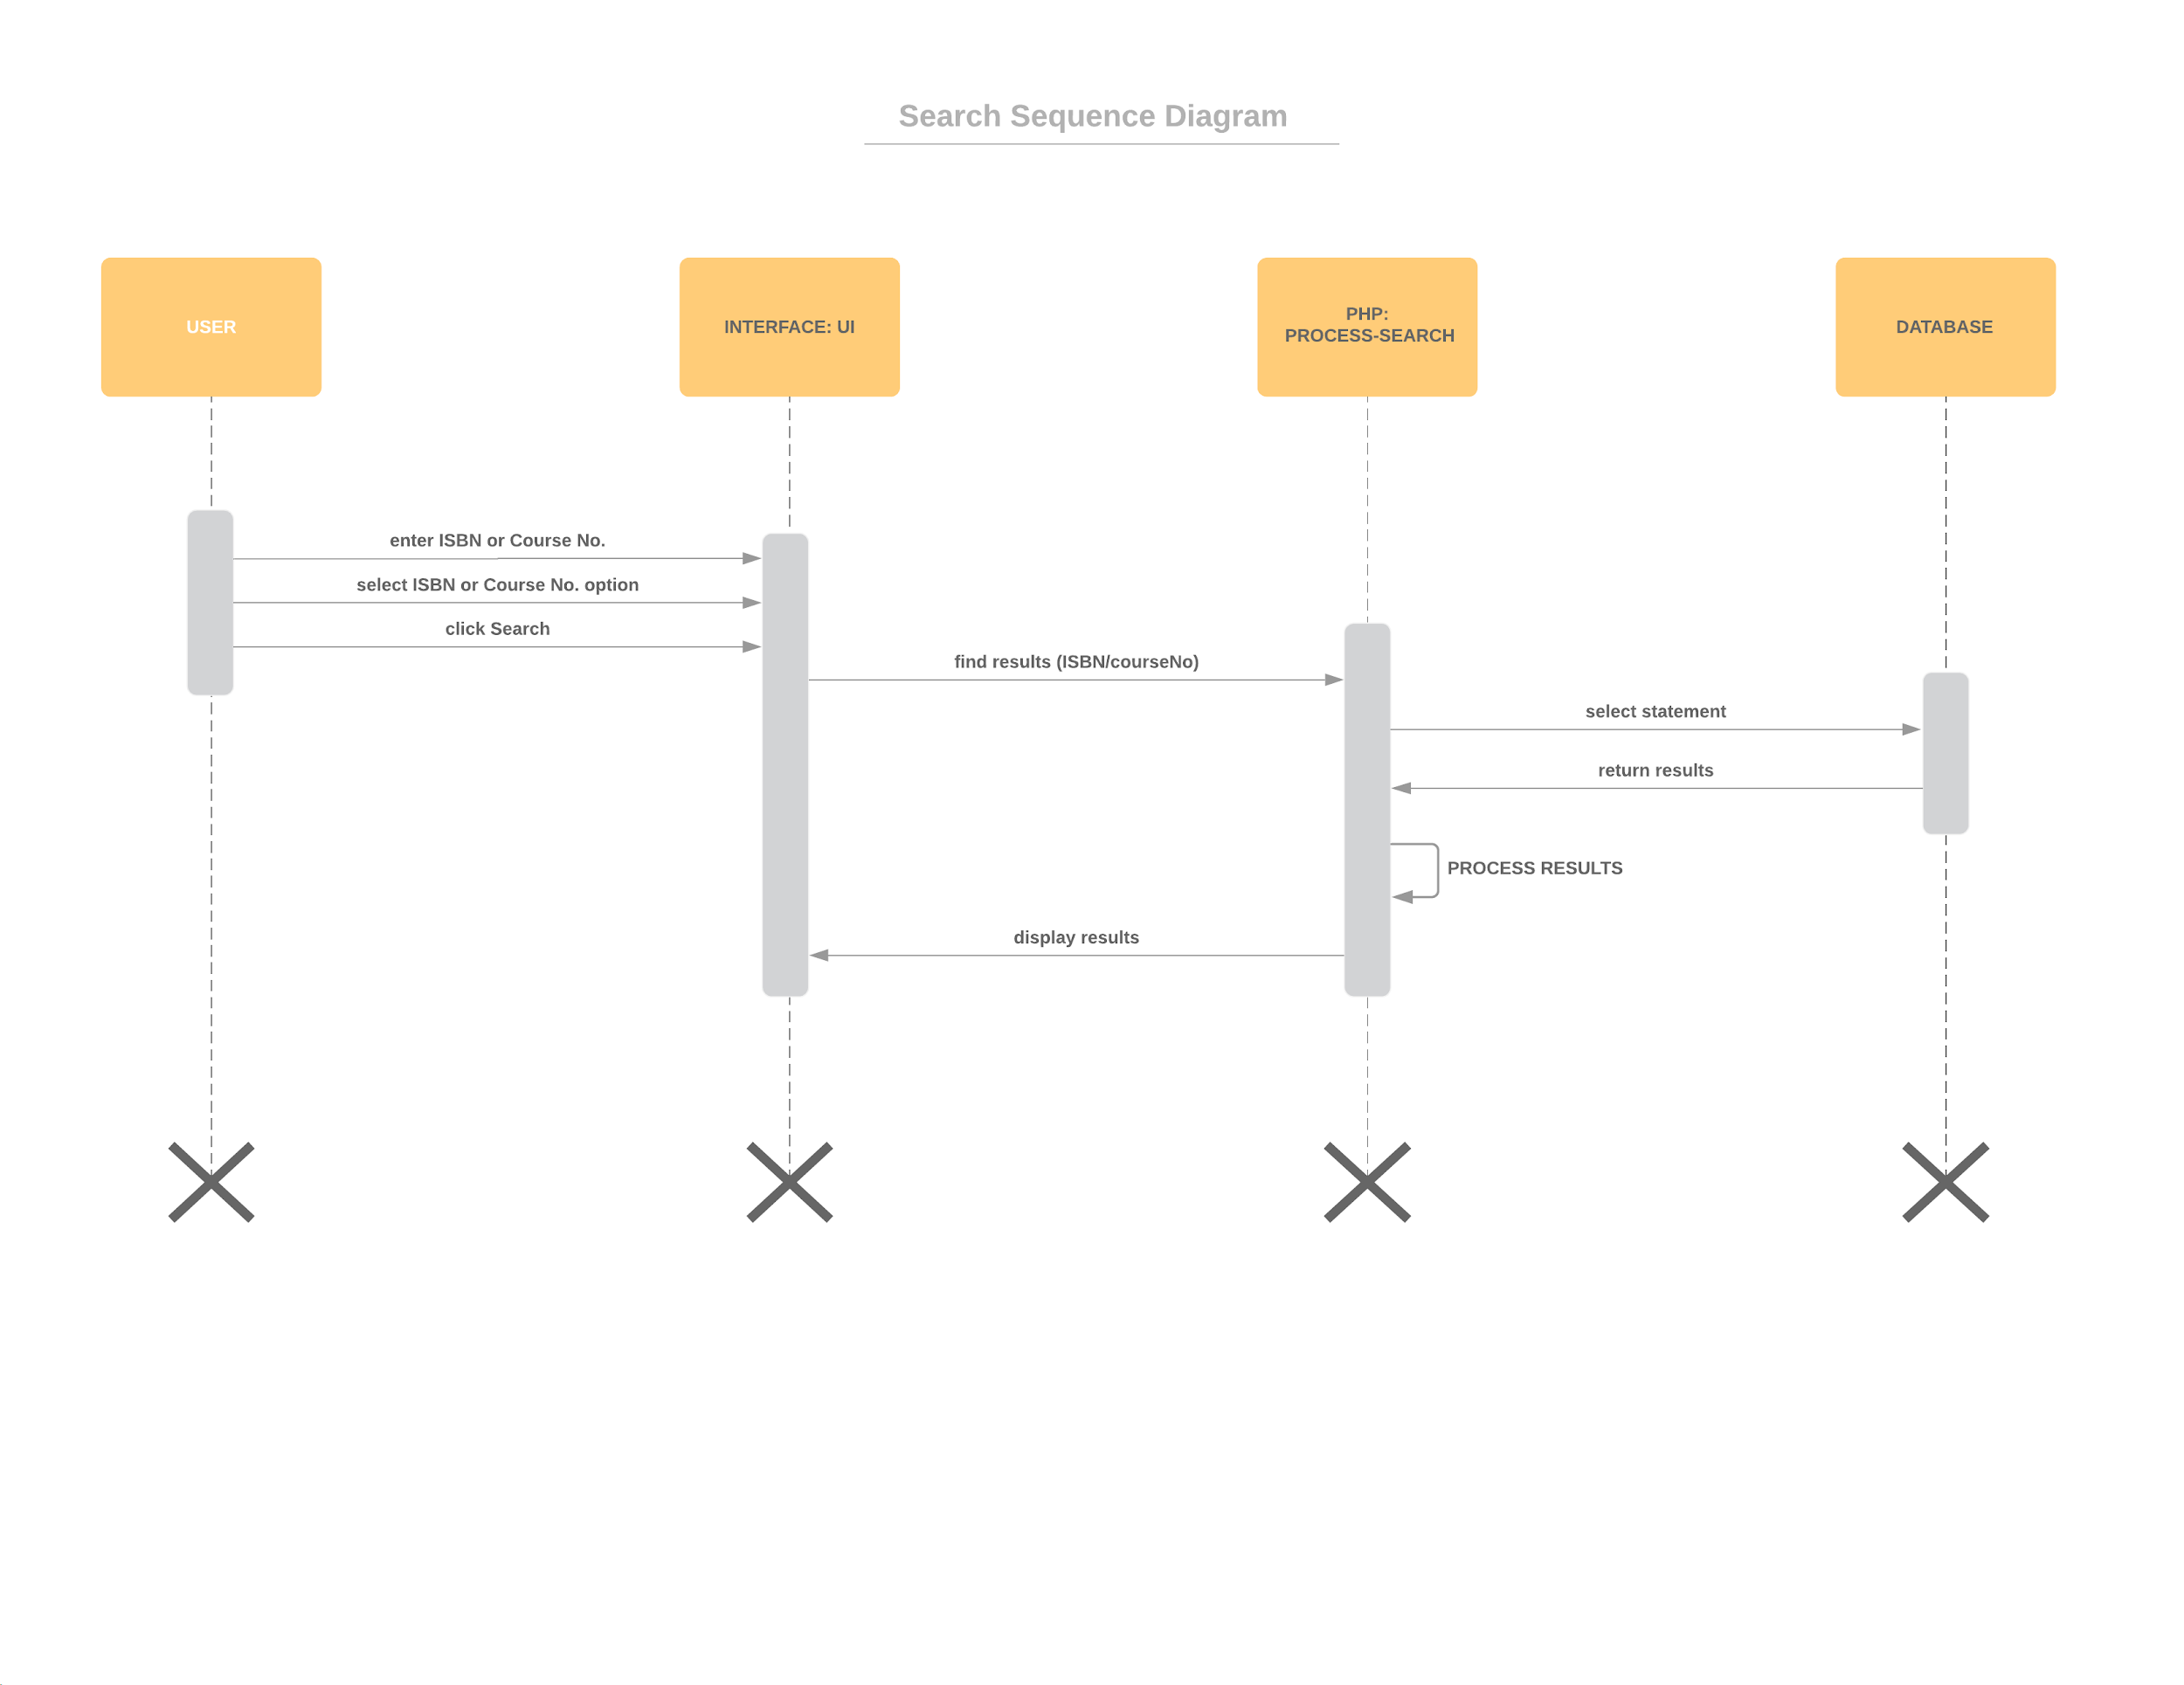 Search Sequence Diagram
USER
INTERFACE: UI
PHP:
PROCESS-SEARCH
DATABASE
enter ISBN or Course No.
select ISBN or Course No. option
click Search
find results (ISBN/courseNo)
select statement
return results
PROCESS RESULTS
display results